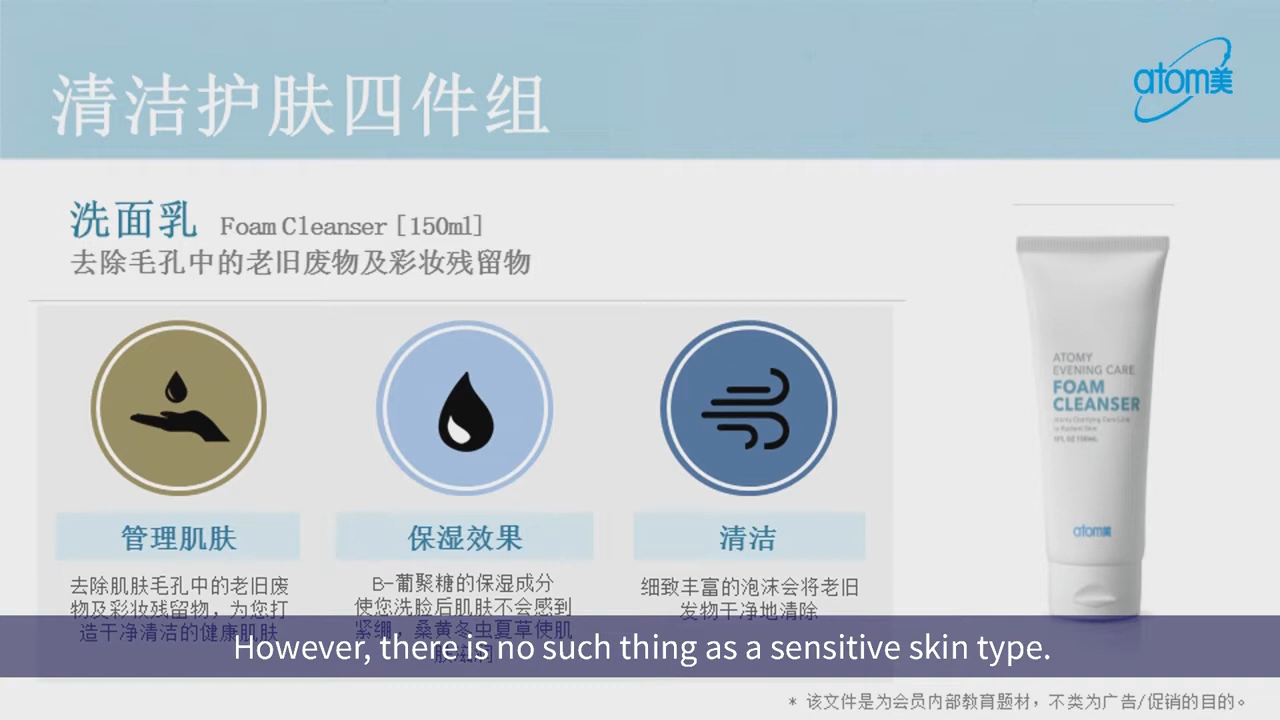 清洁护肤四件组
atom美
洗面乳 Foam Cleanser [150ml]
去除毛孔中的老旧废物及彩妆残留物
ATOMY
EVENING CARE
FOAM
CLEANSER
atom美
管理肌肤
去除肌肤毛孔中的老旧废
物及彩妆残留物，为您打
造干净清洁的健康肌肤
保湿效果
B-葡聚糖的保湿成分
使您洗脸后肌肤不会感到
紧绷，桑黄冬虫夏草使肌
清洁
细致丰富的泡沫会将老旧
发物干净地清除
However, there is no such thing as a sensitive skin type.
* 该文件是为会员内部教育题材，不类为广告/促销的目的。